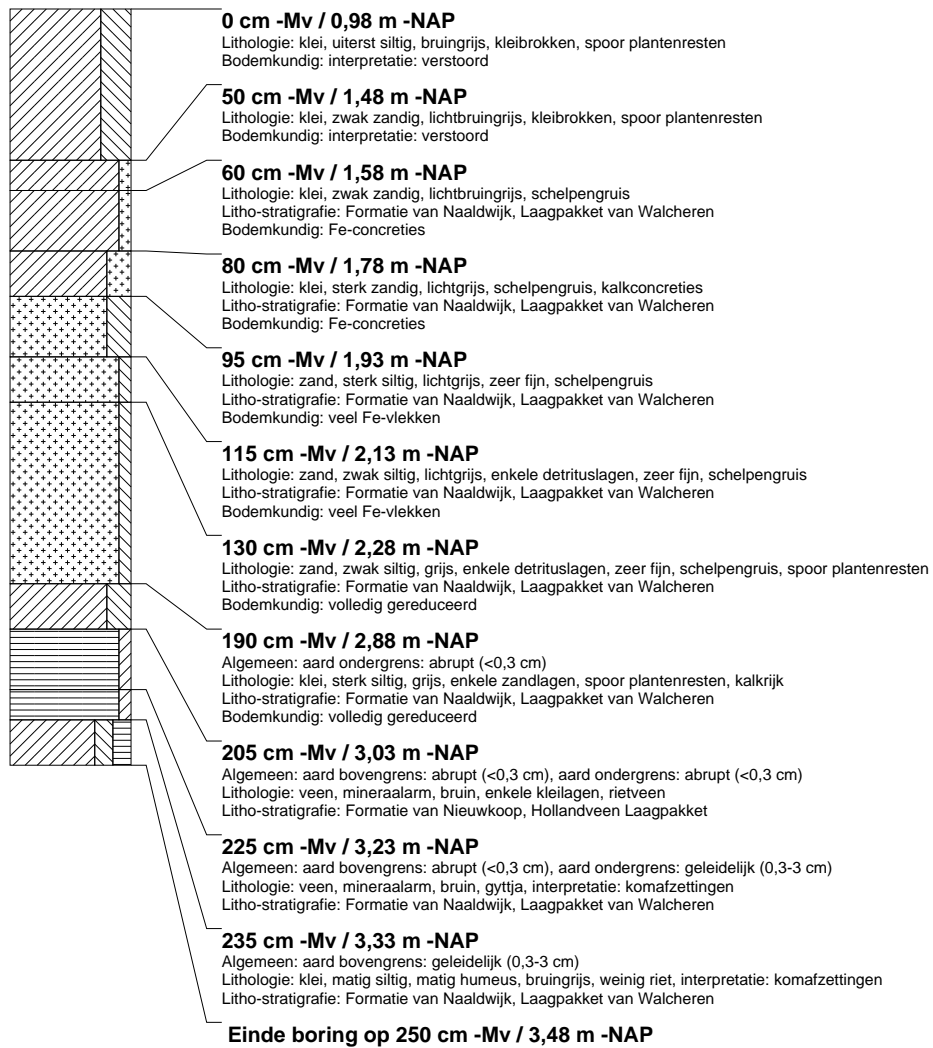 0 cm -Mv / 0,98 m -NAP
Lithologie: klei, uiterst siltig, bruingrijs, kleibrokken, spoor plantenresten
Bodemkundig: interpretatie: verstoord
50 cm -Mv / 1,48 m -NAP
Lithologie: klei, zwak zandig, lichtbruingrijs, kleibrokken, spoor plantenresten
Bodemkundig: interpretatie: verstoord
60 cm -Mv / 1,58 m -NAP
Lithologie: klei, zwak zandig, lichtbruingrijs, schelpengruis
Litho-stratigrafie: Formatie van Naaldwijk, Laagpakket van Walcheren
Bodemkundig: Fe-concreties
80 cm -Mv / 1,78 m -NAP
Lithologie: klei, sterk zandig, lichtgrijs, schelpengruis, kalkconcreties
Litho-stratigrafie: Formatie van Naaldwijk, Laagpakket van Walcheren
Bodemkundig: Fe-concreties
95 cm -Mv / 1,93 m -NAP
Lithologie: zand, sterk siltig, lichtgrijs, zeer fijn, schelpengruis
Litho-stratigrafie: Formatie van Naaldwijk, Laagpakket van Walcheren
Bodemkundig: veel Fe-vlekken
115 cm -Mv / 2,13 m -NAP
Lithologie: zand, zwak siltig, lichtgrijs, enkele detrituslagen, zeer fijn, schelpengruis
Litho-stratigrafie: Formatie van Naaldwijk, Laagpakket van Walcheren
Bodemkundig: veel Fe-vlekken
130 cm -Mv / 2,28 m -NAP
Lithologie: zand, zwak siltig, grijs, enkele detrituslagen, zeer fijn, schelpengruis, spoor plantenresten
Litho-stratigrafie: Formatie van Naaldwijk, Laagpakket van Walcheren
Bodemkundig: volledig gereduceerd
190 cm -Mv / 2,88 m -NAP
Algemeen: aard ondergrens: abrupt (<0,3 cm)
Lithologie: klei, sterk siltig, grijs, enkele zandlagen, spoor plantenresten, kalkrijk
Litho-stratigrafie: Formatie van Naaldwijk, Laagpakket van Walcheren
Bodemkundig: volledig gereduceerd
205 cm -Mv / 3,03 m -NAP
Algemeen: aard bovengrens: abrupt (<0,3 cm), aard ondergrens: abrupt (<0,3 cm)
Lithologie: veen, mineraalarm, bruin, enkele kleilagen, rietveen
Litho-stratigrafie: Formatie van Nieuwkoop, Hollandveen Laagpakket
225 cm -Mv / 3,23 m -NAP
Algemeen: aard bovengrens: abrupt (<0,3 cm), aard ondergrens: geleidelijk (0,3-3 cm)
Lithologie: veen, mineraalarm, bruin, gyttja, interpretatie: komafzettingen
Litho-stratigrafie: Formatie van Naaldwijk, Laagpakket van Walcheren
235 cm -Mv / 3,33 m -NAP
Algemeen: aard bovengrens: geleidelijk (0,3-3 cm)
Lithologie: klei, matig siltig, matig humeus, bruingrijs, weinig riet, interpretatie: komafzettingen
Litho-stratigrafie: Formatie van Naaldwijk, Laagpakket van Walcheren
Einde boring op 250 cm -Mv / 3,48 m -NAP